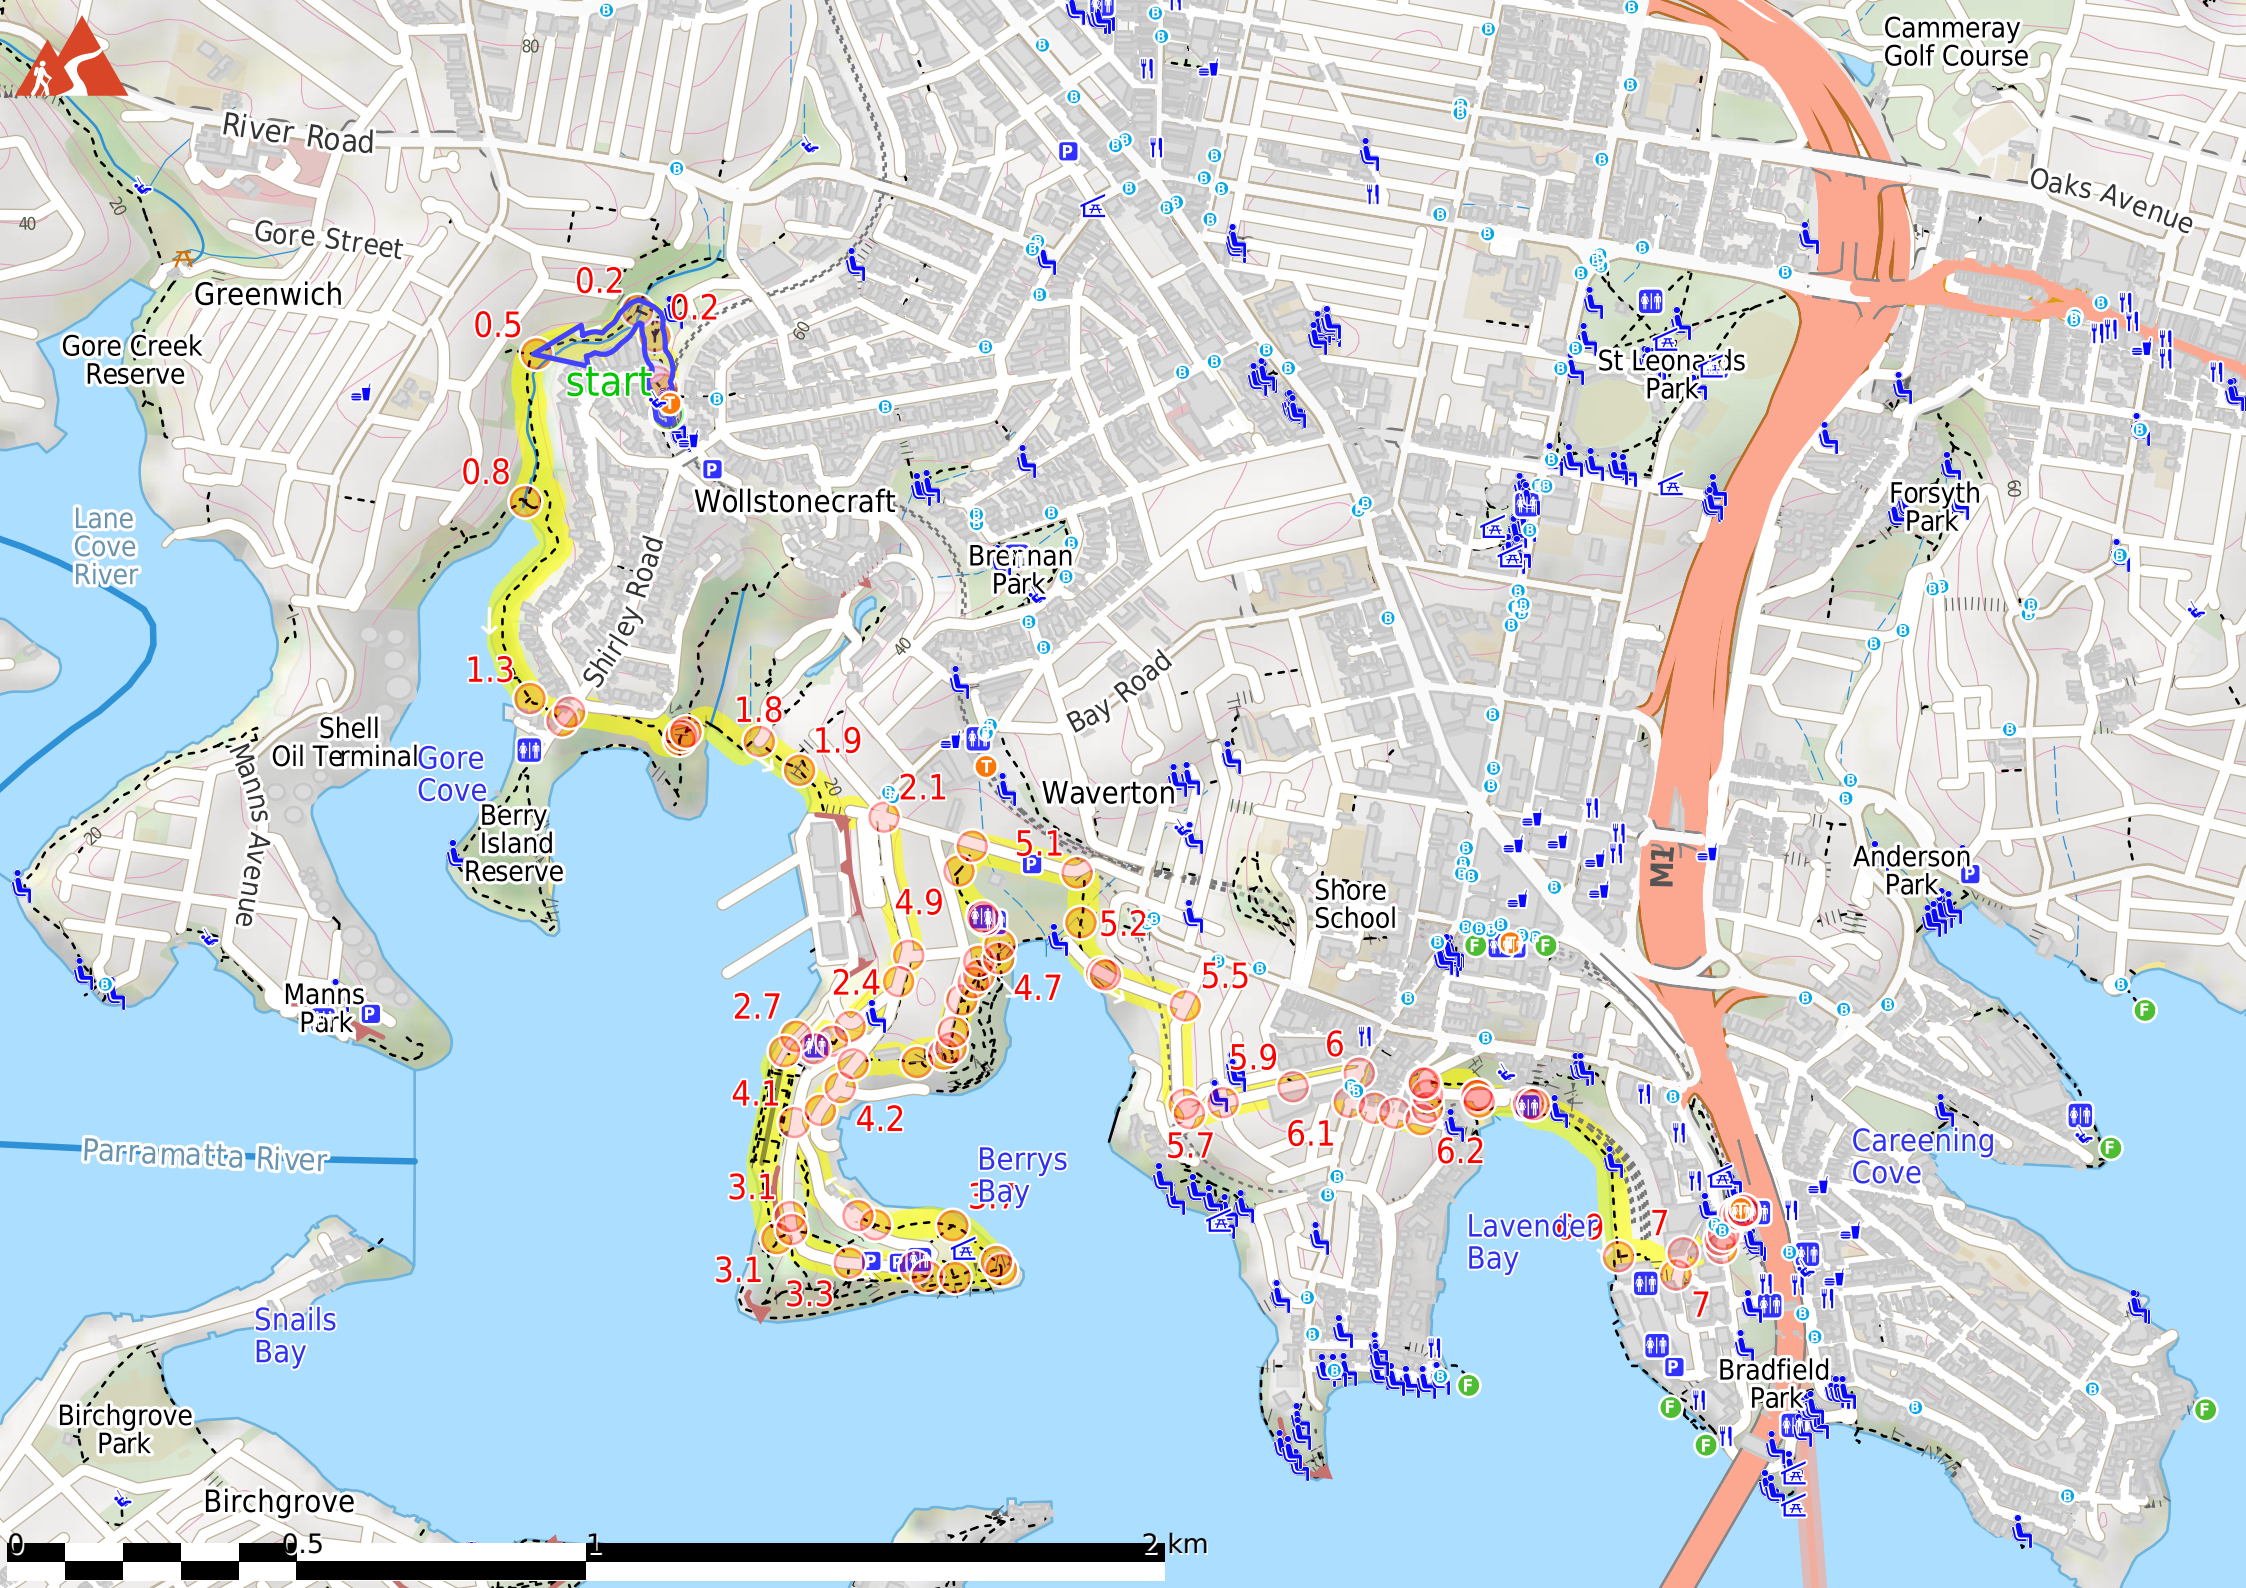 Cammeray
Golf Course
80
River Road
Oaks Avenue
20
40
Gore Street
Greenwich
0.2
0.2
0.5
60
Gore Creek
Reserve
St Leonards
Park
start
0.8
Wollstonecraft
60
Forsyth
Park
Lane
Cove
River
Brennan
Park
Shirley Road
40
Bay Road
1.3
1.8
1.9
Shell
Oil Terminal
Gore
Cove
Manns Avenue
20
2.1
Waverton
Berry
Island
Reserve
20
5.1
M1
Anderson
Park
4.9
Shore
School
5.2
2.4
4.7
5.5
Manns
Park
2.7
5.9
6
4.1
4.2
6.1
5.7
6.2
Parramatta River
Berrys
Bay
Careening
Cove
3.1
Lavender
Bay
7
3.1
3.3
7
Snails
Bay
Bradfield
Park
Birchgrove
Park
Birchgrove
0
0.5
1
2 km